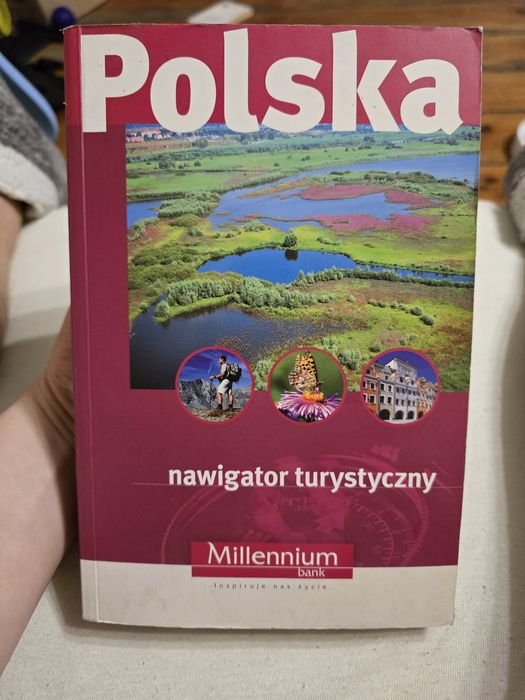 Polska
nawigator turystyczny
Millennium
bank
Inspiruje nas życie